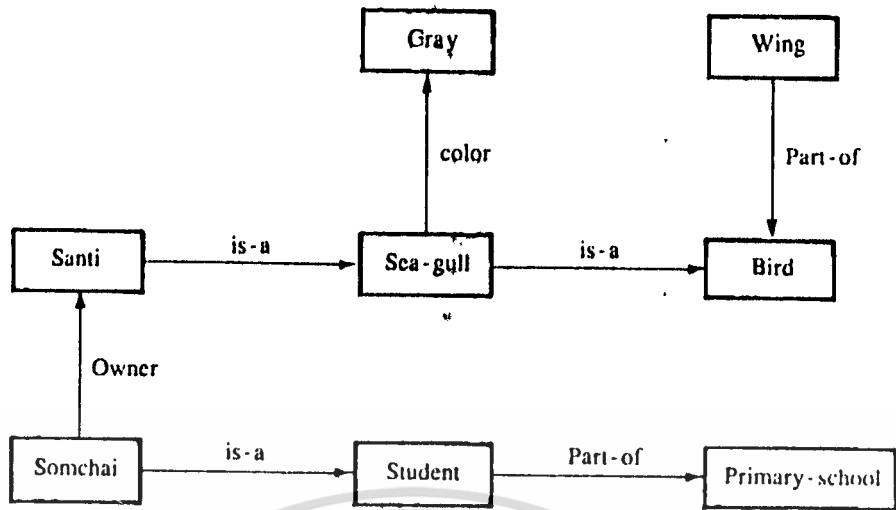 Gray
Wing
color
Part-of
Santi
is-a
Sea-gull
is-a
Bird
Owner
Somchai
is-a
Student
Part-of
Primary-school